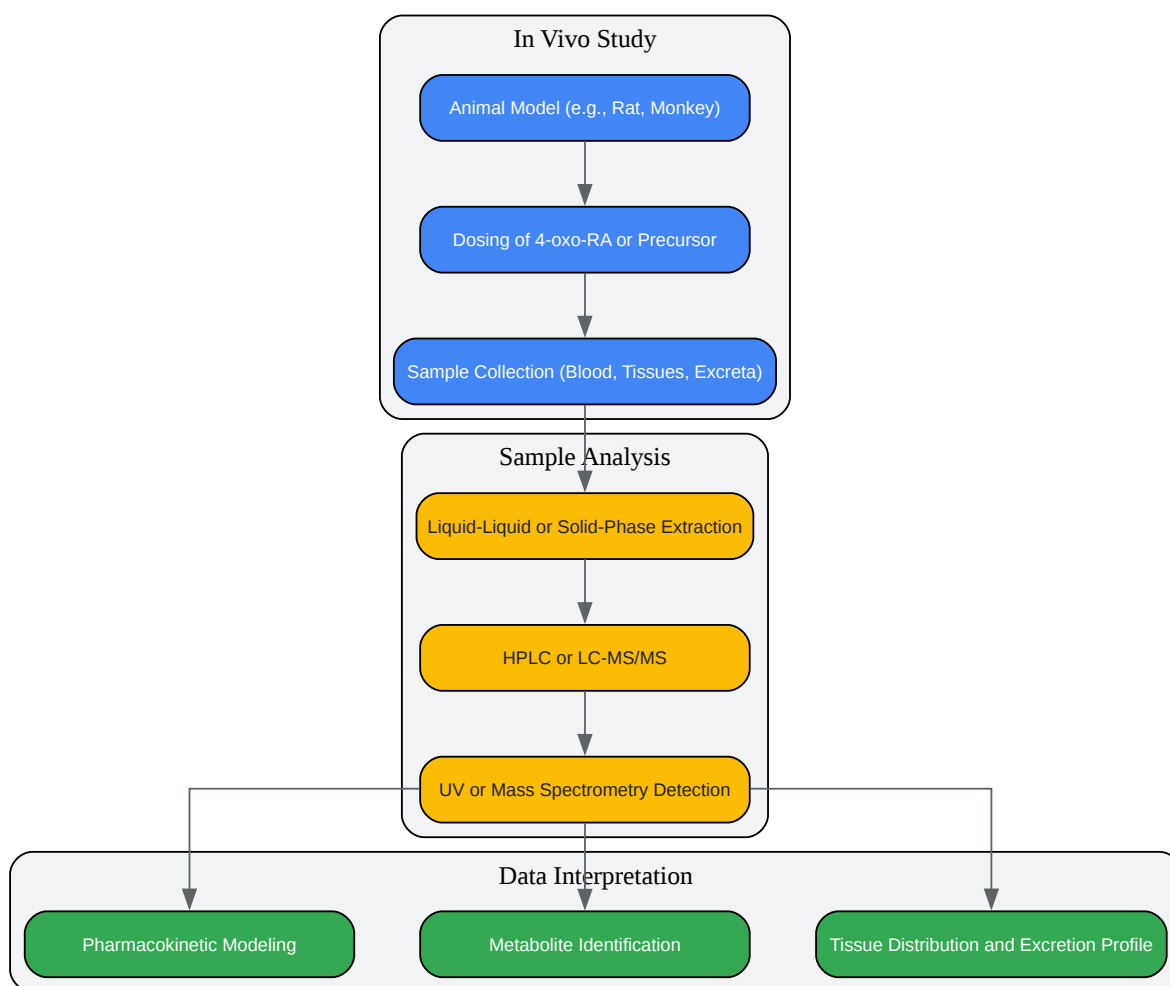 In Vivo Study
Animal Model (e.g., Rat, Monkey)
Dosing of 4-oxo-RA or Precursor
Sample Collection (Blood, Tissues, Excreta)
Sample Analysis
Liquid-Liquid or Solid-Phase Extraction
HPLC or LC-MS/MS
UV or Mass Spectrometry Detection
Data Interpretation
Pharmacokinetic Modeling
Metabolite Identification
Tissue Distribution and Excretion Profile